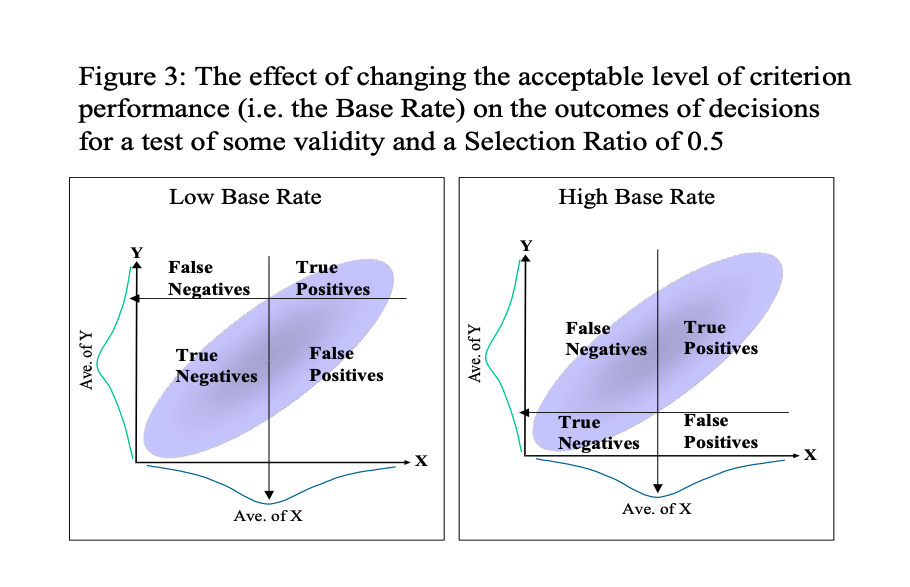 Figure 3: The effect of changing the acceptable level of criterion
performance (i.e. the Base Rate) on the outcomes of decisions
for a test of some validity and a Selection Ratio of 0.5
Low Base Rate
Y
False
Negatives
True
Positives
True
Negatives
False
Positives
Ave. of Y
X
Ave. of X
High Base Rate
Y
False
Negatives
True
Positives
True
Negatives
False
Positives
Ave. of Y
X
Ave. of X